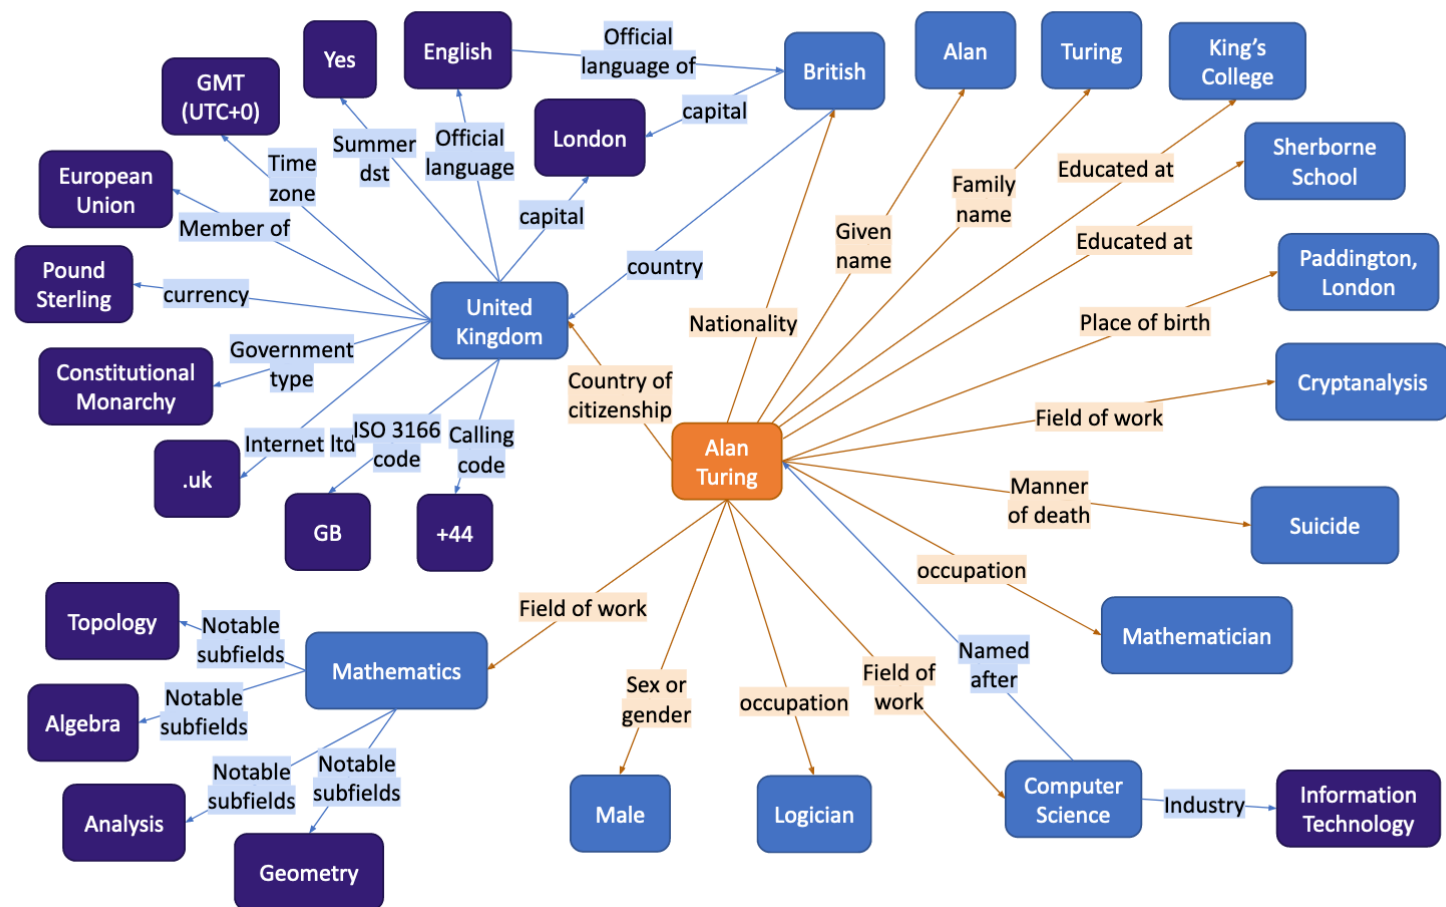 Yes
English
Official
language of
British
Alan
Turing
King's
College
GMT
(UTC+0)
capital
London
Summer
dst
Official
language
Time
zone
European
Union
Member of
capital
Sherborne
School
Educated at
Family
name
Given
name
Educated at
Pound
Sterling
currency
country
United
Kingdom
Nationality
Paddington,
London
Place of birth
Government
type
Constitutional
Monarchy
Country of
citizenship
Cryptanalysis
Field of work
Internet ltd
ISO 3166
code
Calling
code
.uk
GB
+44
Alan
Turing
Manner
of death
Suicide
occupation
Mathematician
Field of work
Topology
Notable
subfields
Mathematics
Algebra
Notable
subfields
Notable
subfields
Notable
subfields
Analysis
Geometry
Sex or
gender
occupation
Field of
work
Named
after
Male
Logician
Computer
Science
Industry
Information
Technology